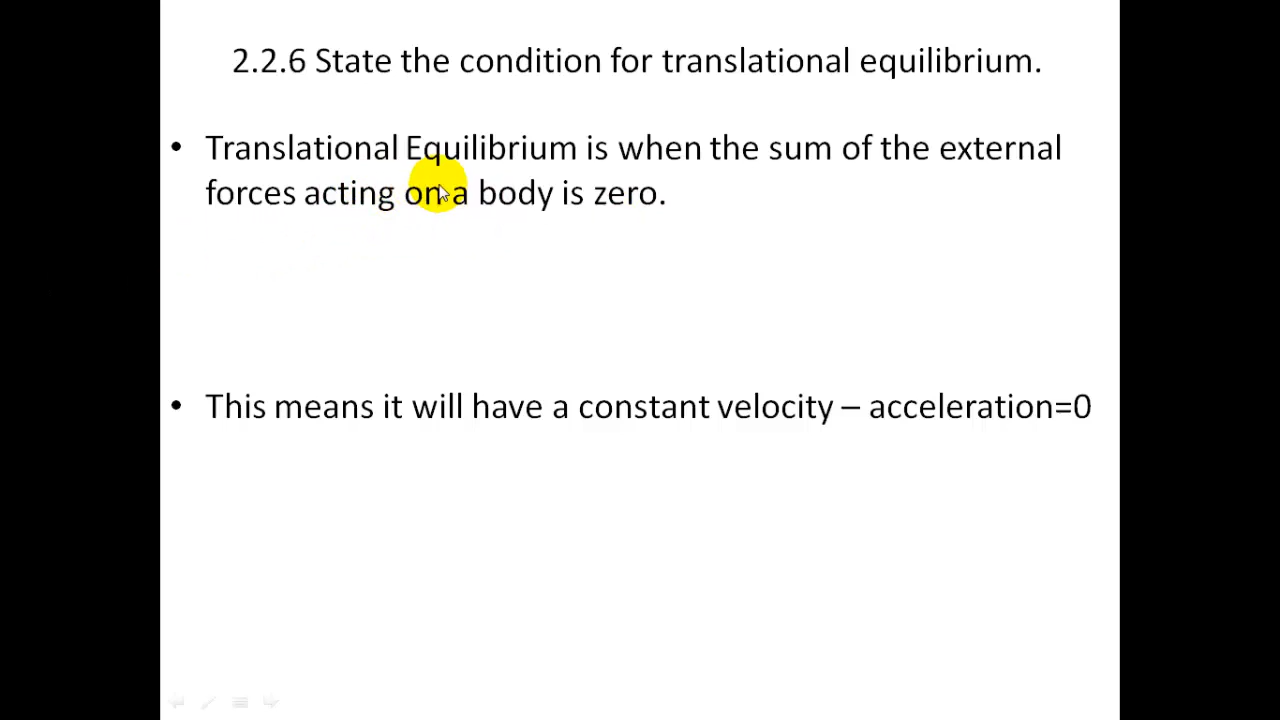 2.2.6 State the condition for translational equilibrium.
• Translational Equilibrium is when the sum of the external
forces acting on a body is zero.
• This means it will have a constant velocity – acceleration=0